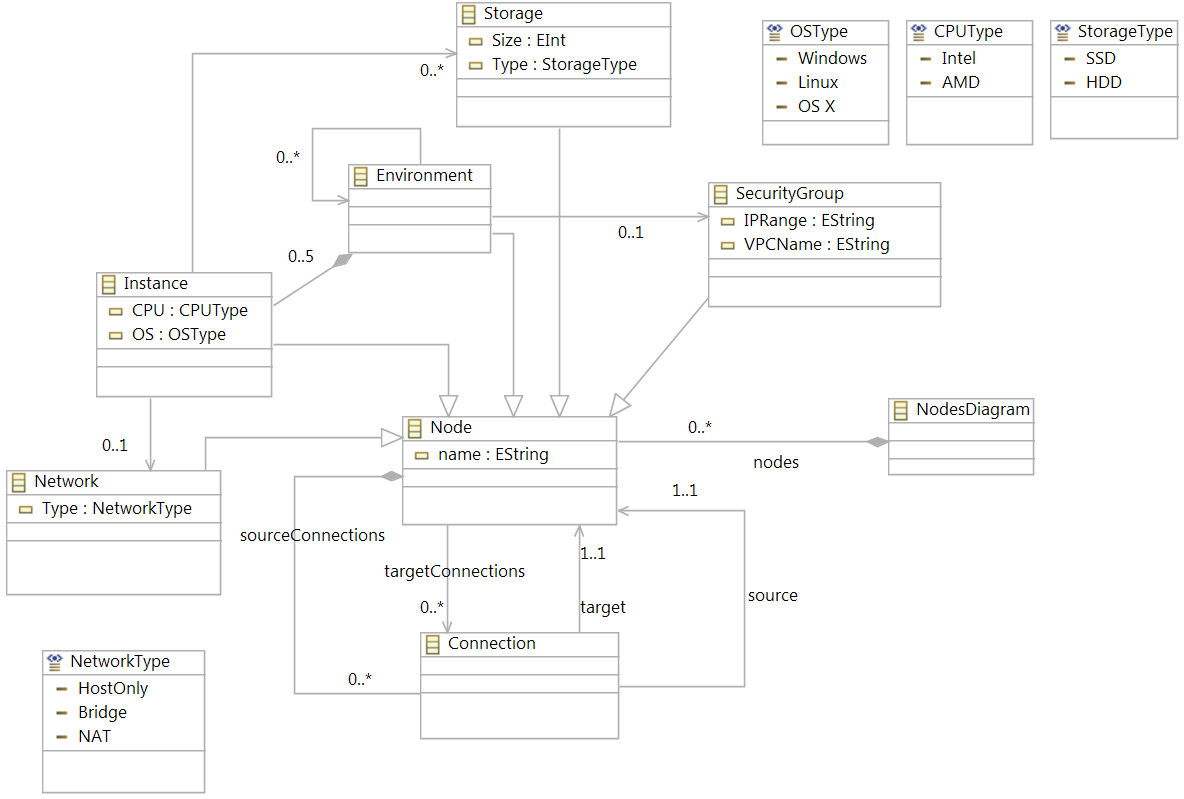 Storage
Size : EInt
Type : StorageType
0..*
OSType
Windows
Linux
OS X
CPUType
Intel
AMD
StorageType
SSD
HDD
0..*
Environment
0..5
SecurityGroup
IPRange : EString
VPCName : EString
0..1
Instance
CPU : CPUType
OS : OSType
0..1
Network
Type : NetworkType
Node
name : EString
0..*
nodes
NodesDiagram
1..1
sourceConnections
targetConnections
1..1
0..*
target
source
0..*
Connection
NetworkType
HostOnly
Bridge
NAT